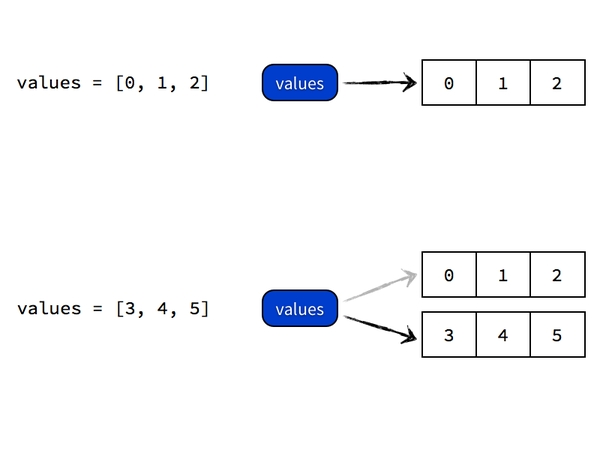 values = [0, 1, 2] values 0 1 2
0 1 2
values = [3, 4, 5] values
3 4 5